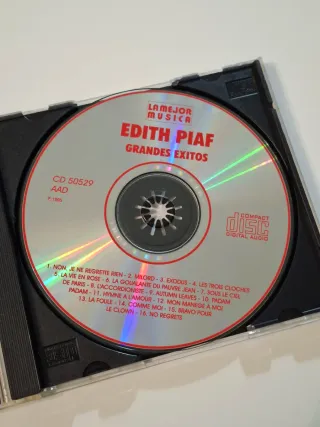 LA MEJOR
MUSICA
EDITH PIAF
GRANDES EXITOS
CD 50529
AAD
COMPACT
disc
DIGITAL AUDIO
1. NON, JE NE REGRETTE RIEN - 2. MILORD - 3. EXODUS - 4. LES TROIS CLOCHES
5. LA VIE EN ROSE - 6. LA GOUALANTE DU PAUVRE JEAN - 7. SOUS LE CIEL
DE PARIS - 8. L'ACCORDEONISTE - 9. AUTUMN LEAVES - 10. PADAM
PADAM - 11. HYMNE A L'AMOUR - 12. MON MANEGE A MOI
13. LA FOULE - 14. COMME MOI - 15. BRAVO POUR
LE CLOWN - 16. NO REGRETS